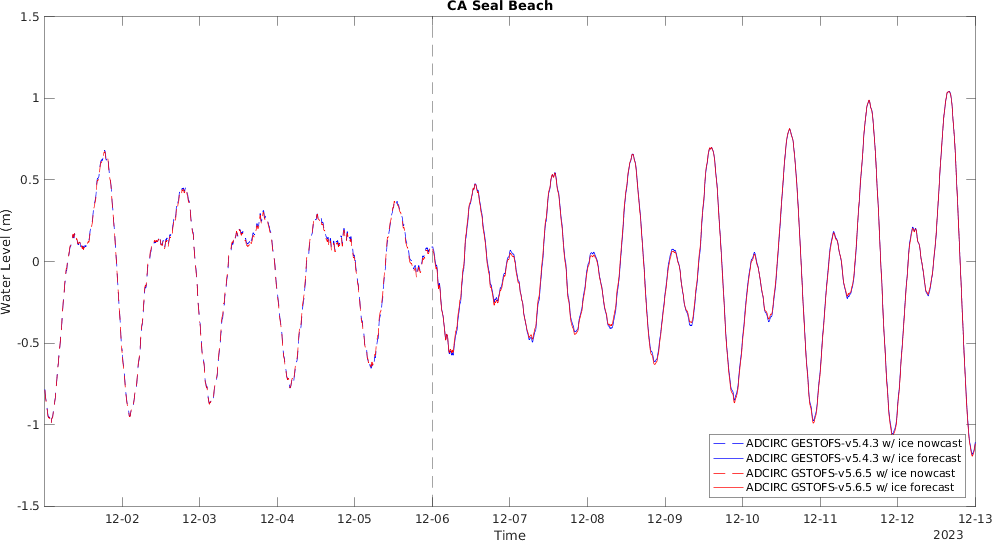 CA Seal Beach
1.5
1
0.5
0
-0.5
-1
-1.5
Water Level (m)
12-02 12-03 12-04 12-05 12-06 12-07 12-08 12-09 12-10 12-11 12-12 12-13
Time
2023
ADCIRC GESTOFS-v5.4.3 w/ ice nowcast
ADCIRC GESTOFS-v5.4.3 w/ ice forecast
ADCIRC GSTOFS-v5.6.5 w/ ice nowcast
ADCIRC GSTOFS-v5.6.5 w/ ice forecast